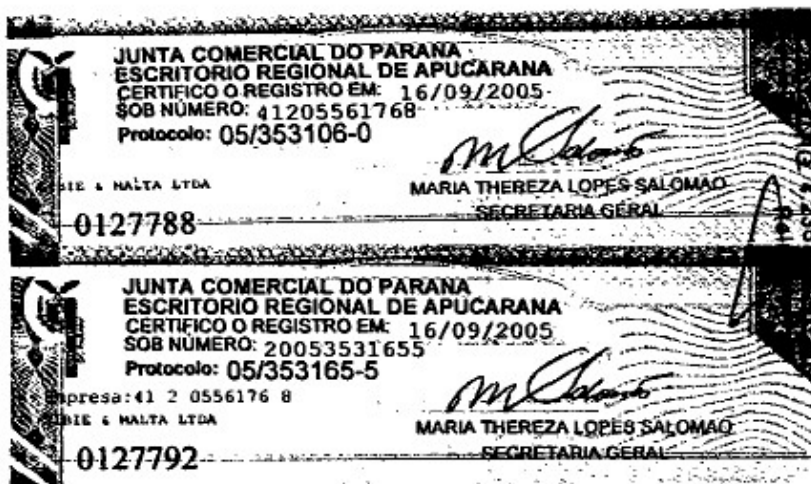 JUNTA COMERCIAL DO PARANA
ESCRITORIO REGIONAL DE APUCARANA
CERTIFICO O REGISTRO EM: 16/09/2005
SOB NÚMERO: 41205561768
Protocolo: 05/353106-0
& MALTA LTDA
MARIA THEREZA LOPES SALOMAO
SECRETARIA GERAL
0127788
JUNTA COMERCIAL DO PARANA
ESCRITORIO REGIONAL DE APUCARANA
CERTIFICO O REGISTRO EM: 16/09/2005
SOB NÚMERO: 20053531655
Protocolo: 05/353165-5
presa:41 2 0556176 8
& MALTA LTDA
MARIA THEREZA LOPES SALOMAO
SECRETARIA GERAL
0127792